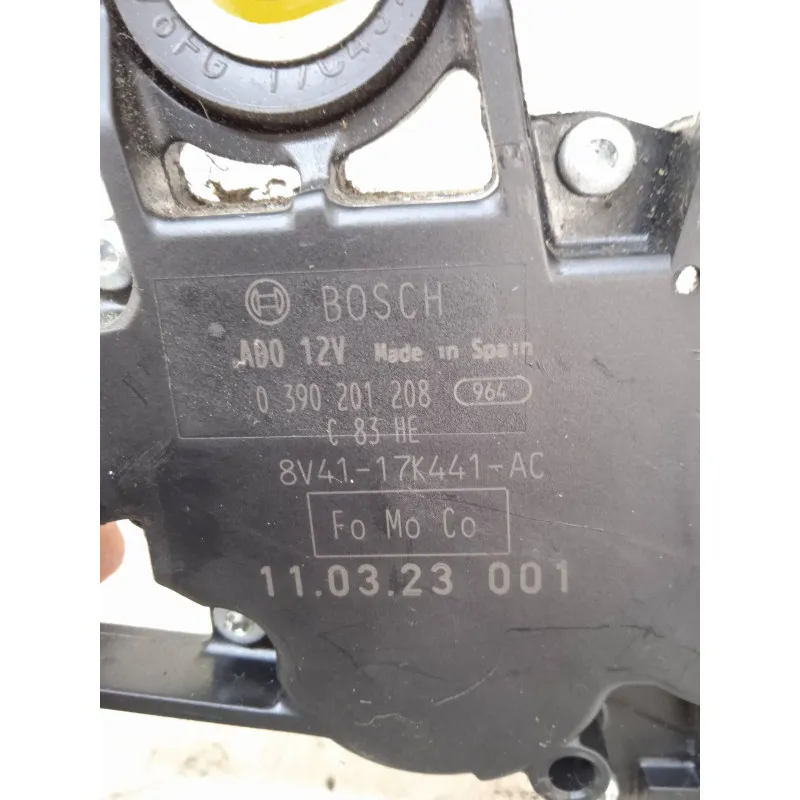 BOSCH
AD0 12V Made in Spain
0 390 201 208 964
C 83 HE
8V41-17K441-AC
Fo Mo Co
11.03.23 001